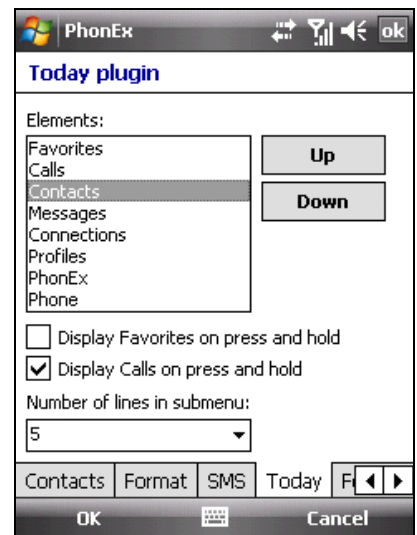 PhonEx ok
Today plugin
Elements:
Favorites
Calls
Contacts
Messages
Connections
Profiles
PhonEx
Phone
Up
Down
Display Favorites on press and hold
Display Calls on press and hold
Number of lines in submenu:
5
Contacts Format SMS Today
OK Cancel